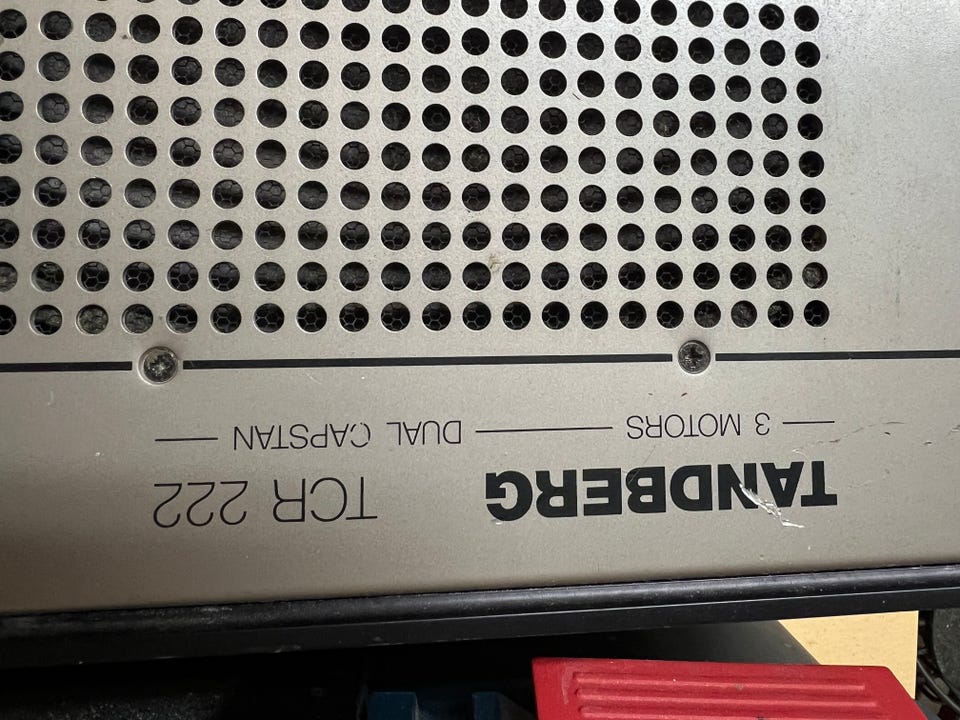 TANDBERG TCR 222
3 MOTORS DUAL CAPSTAN